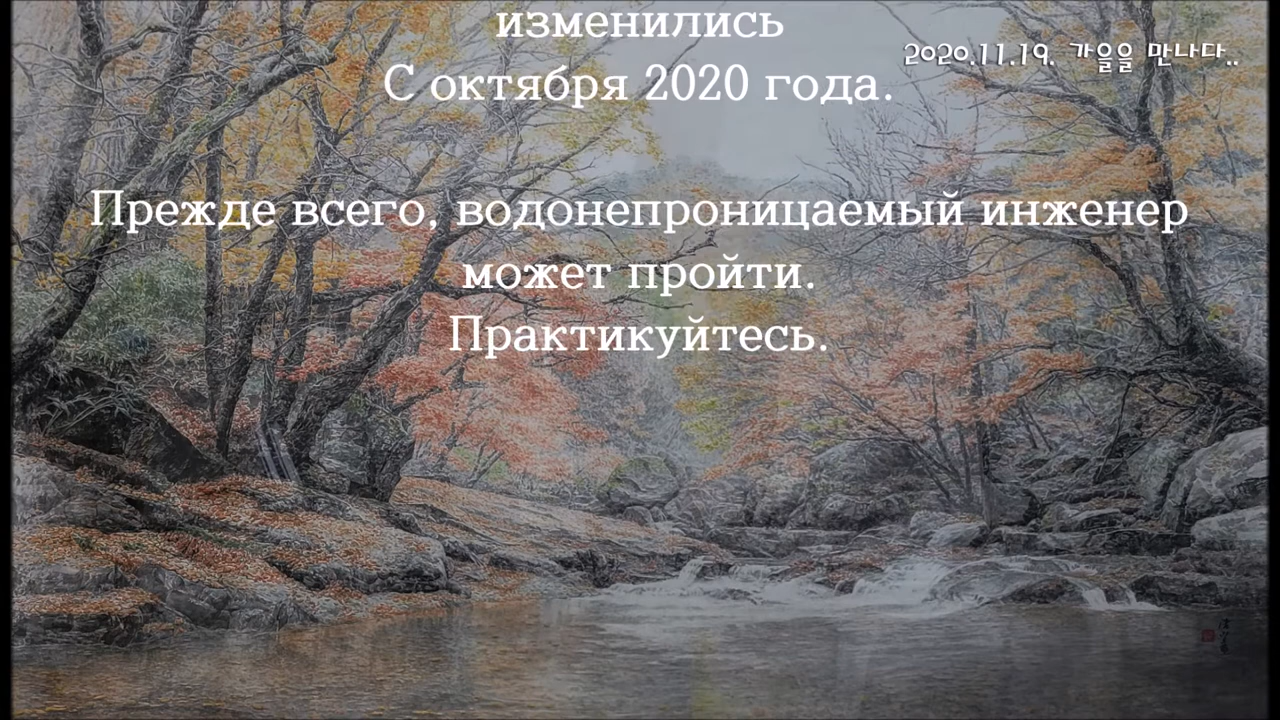 изменились
С октября 2020 года.
2020.11.19. 가을을 만나다..
Прежде всего, водонепроницаемый инженер
может пройти.
Практикуйтесь.